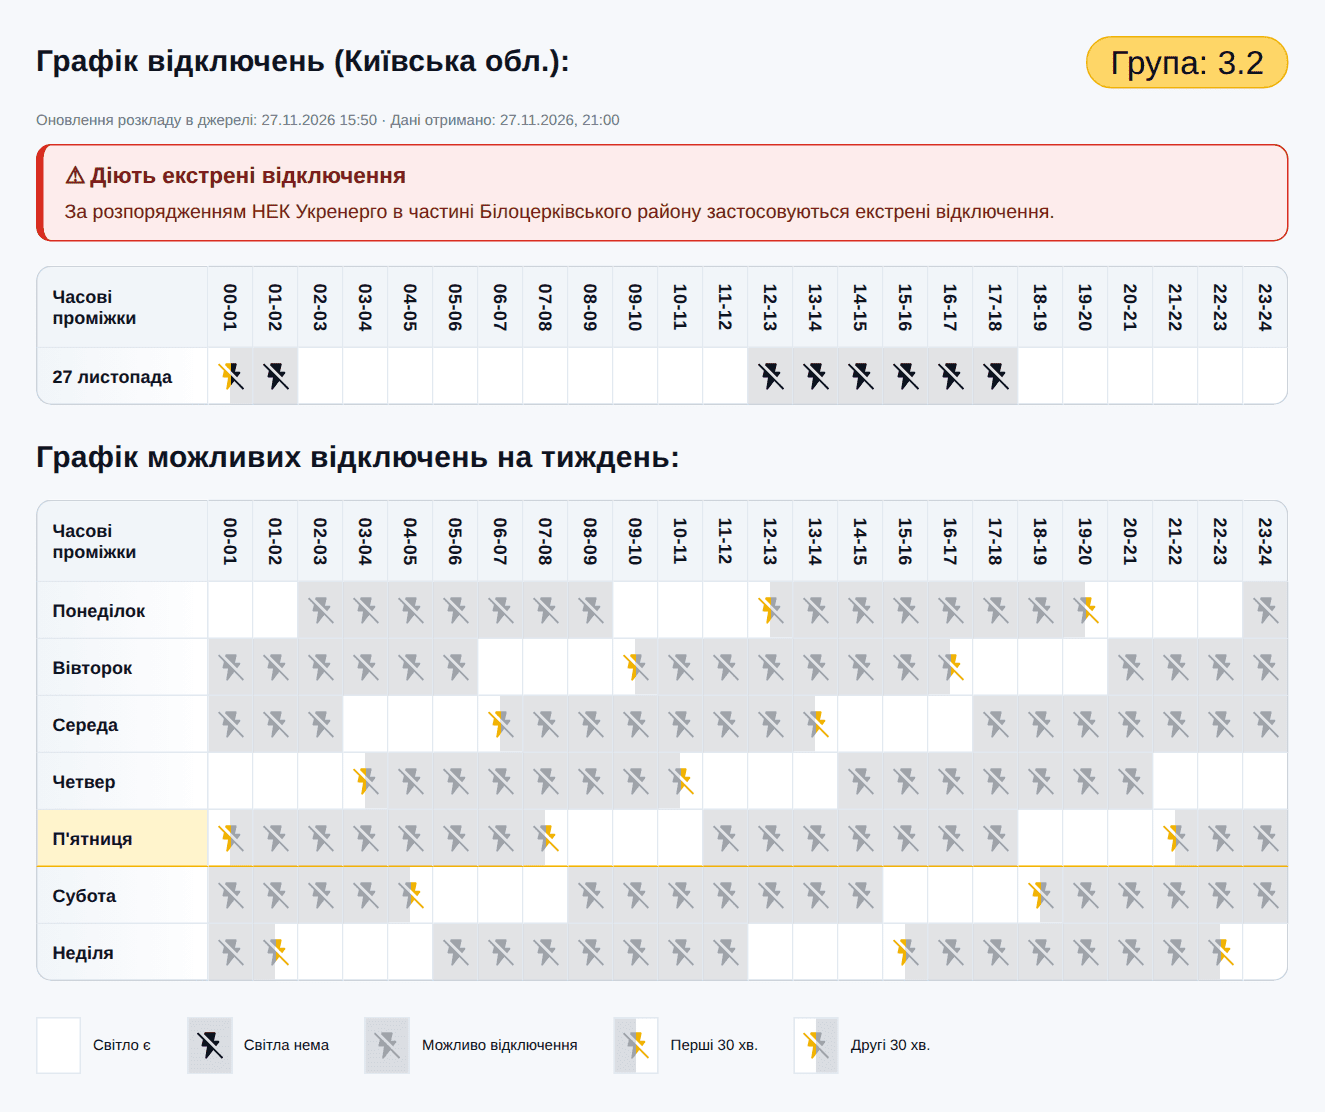 Графік відключень (Київська обл.):
Група: 3.2
Оновлення розкладу в джерелі: 27.11.2026 15:50 · Дані отримано: 27.11.2026, 21:00
⚠ Діють екстрені відключення
За розпорядженням НЕК Укренерго в частині Білоцерківського району застосовуються екстрені відключення.
Часові проміжки 00-01 01-02 02-03 03-04 04-05 05-06 06-07 07-08 08-09 09-10 10-11 11-12 12-13 13-14 14-15 15-16 16-17 17-18 18-19 19-20 20-21 21-22 22-23 23-24
27 листопада
Графік можливих відключень на тиждень:
Часові проміжки 00-01 01-02 02-03 03-04 04-05 05-06 06-07 07-08 08-09 09-10 10-11 11-12 12-13 13-14 14-15 15-16 16-17 17-18 18-19 19-20 20-21 21-22 22-23 23-24
Понеділок
Вівторок
Середа
Четвер
П'ятниця
Субота
Неділя
Світло є Світла нема Можливо відключення Перші 30 хв. Другі 30 хв.